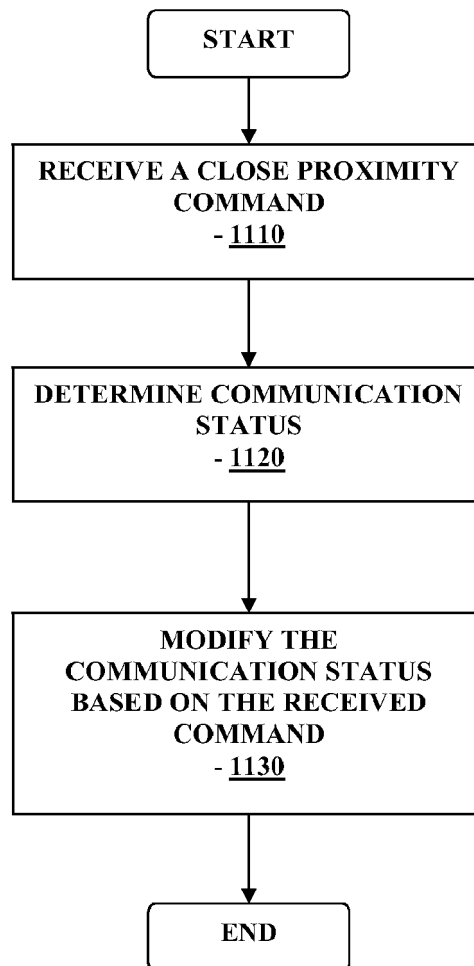 START
RECEIVE A CLOSE PROXIMITY
COMMAND
- 1110
DETERMINE COMMUNICATION
STATUS
- 1120
MODIFY THE
COMMUNICATION STATUS
BASED ON THE RECEIVED
COMMAND
- 1130
END